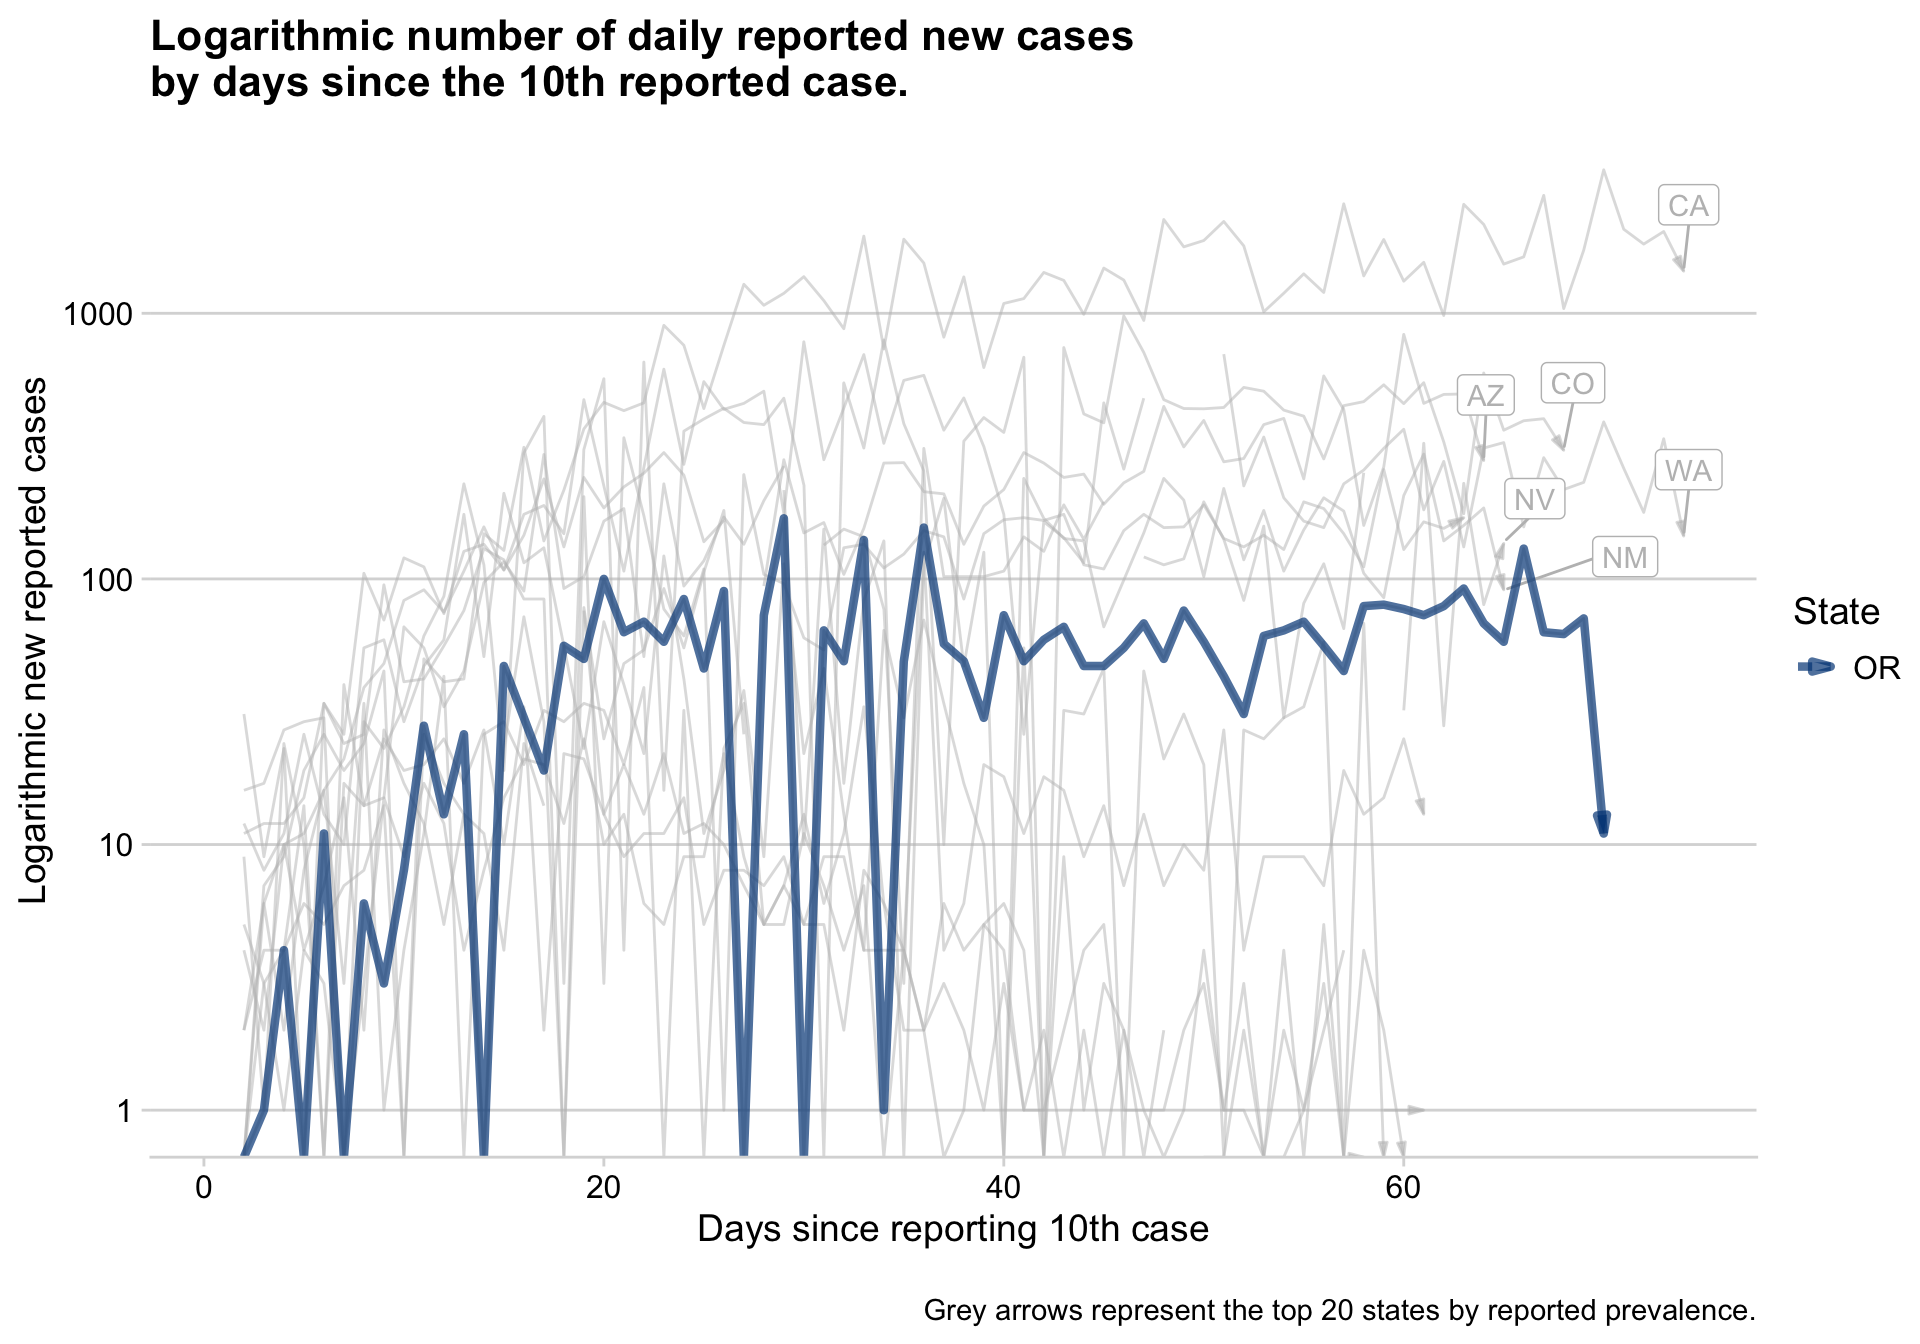 Logarithmic number of daily reported new cases
by days since the 10th reported case.
Logarithmic new reported cases
1000
100
10
1
CA
AZ
CO
WA
NV
NM
State
OR
0
20
40
60
Days since reporting 10th case
Grey arrows represent the top 20 states by reported prevalence.